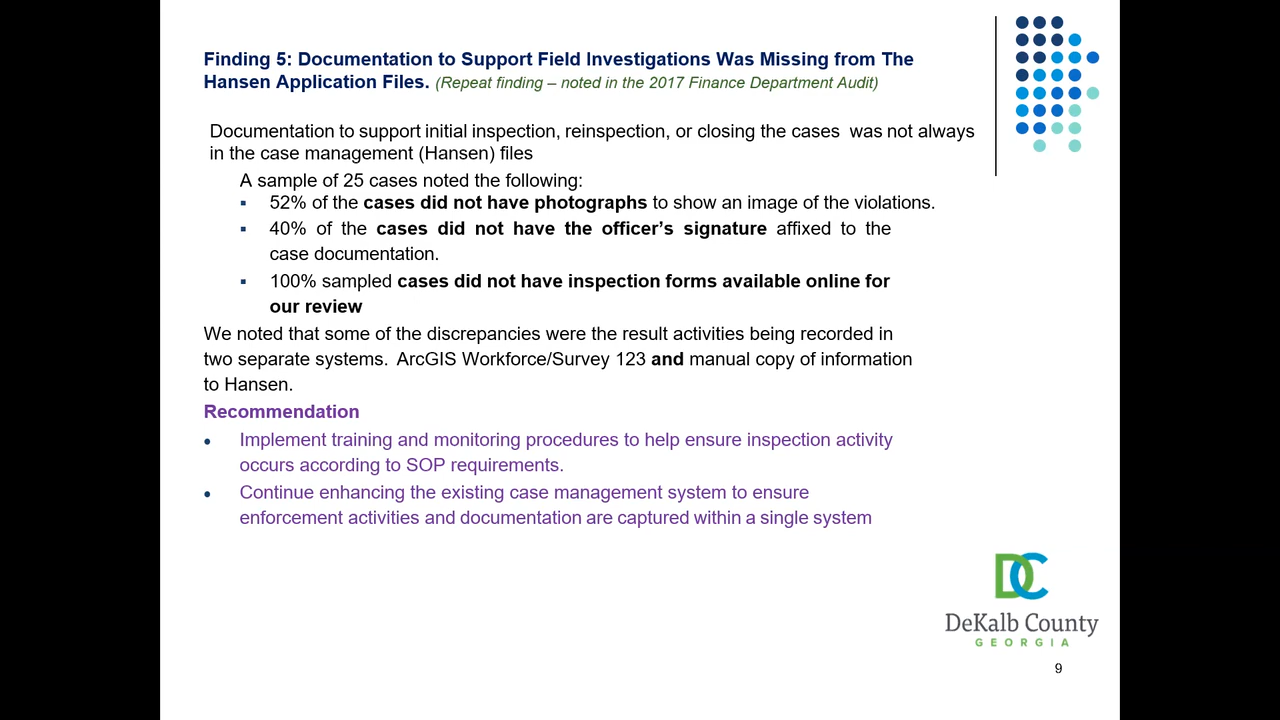 Finding 5: Documentation to Support Field Investigations Was Missing from The
Hansen Application Files. (Repeat finding – noted in the 2017 Finance Department Audit)
Documentation to support initial inspection, reinspection, or closing the cases was not always
in the case management (Hansen) files
A sample of 25 cases noted the following:
▪ 52% of the cases did not have photographs to show an image of the violations.
▪ 40% of the cases did not have the officer’s signature affixed to the
case documentation.
▪ 100% sampled cases did not have inspection forms available online for
our review
We noted that some of the discrepancies were the result activities being recorded in
two separate systems. ArcGIS Workforce/Survey 123 and manual copy of information
to Hansen.
Recommendation
• Implement training and monitoring procedures to help ensure inspection activity
occurs according to SOP requirements.
• Continue enhancing the existing case management system to ensure
enforcement activities and documentation are captured within a single system
DC
DeKalb County
GEORGIA
9